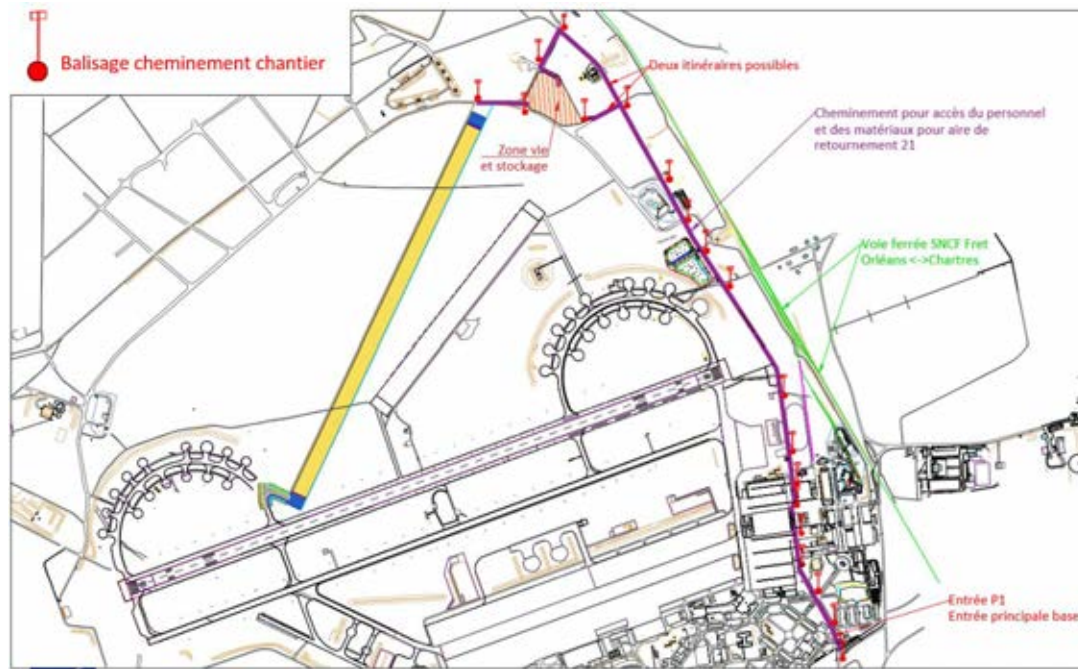 Balisage cheminement chantier
Deux itinéraires possibles
Cheminement pour accès du personnel
et des matériaux pour aire de
retournement 21
Zone vie
et stockage
Voie ferrée SNCF Fret
Orléans <->Chartres
Entrée P1
Entrée principale base